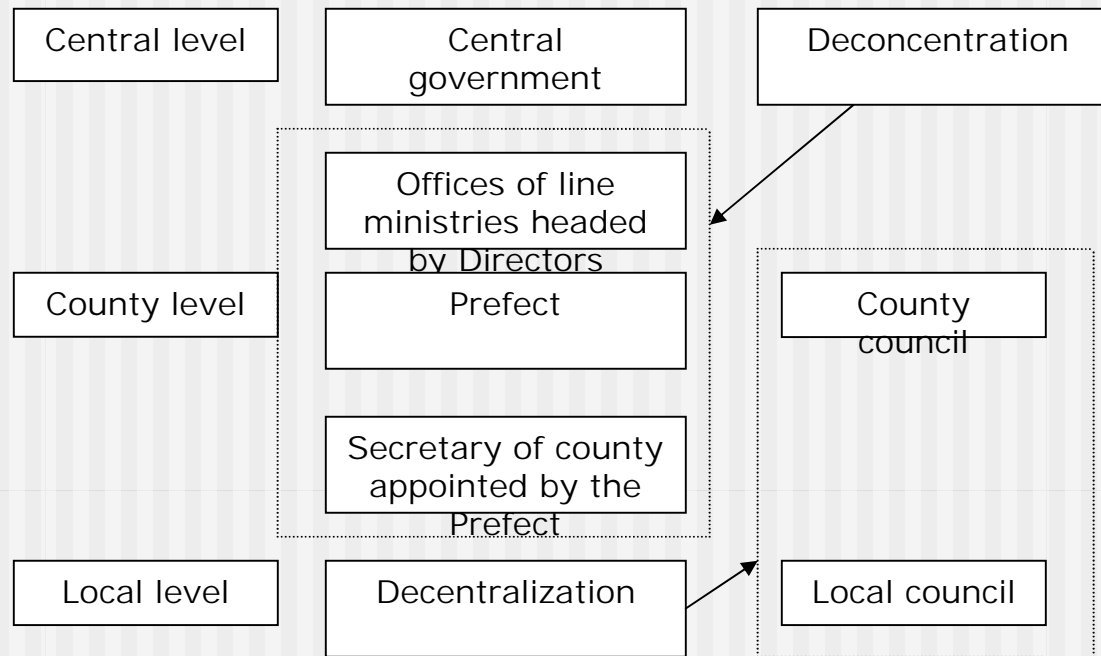 Central level
Central
government
Deconcentration
Offices of line
ministries headed
by Directors
County level
Prefect
County
council
Secretary of county
appointed by the
Prefect
Local level
Decentralization
Local council